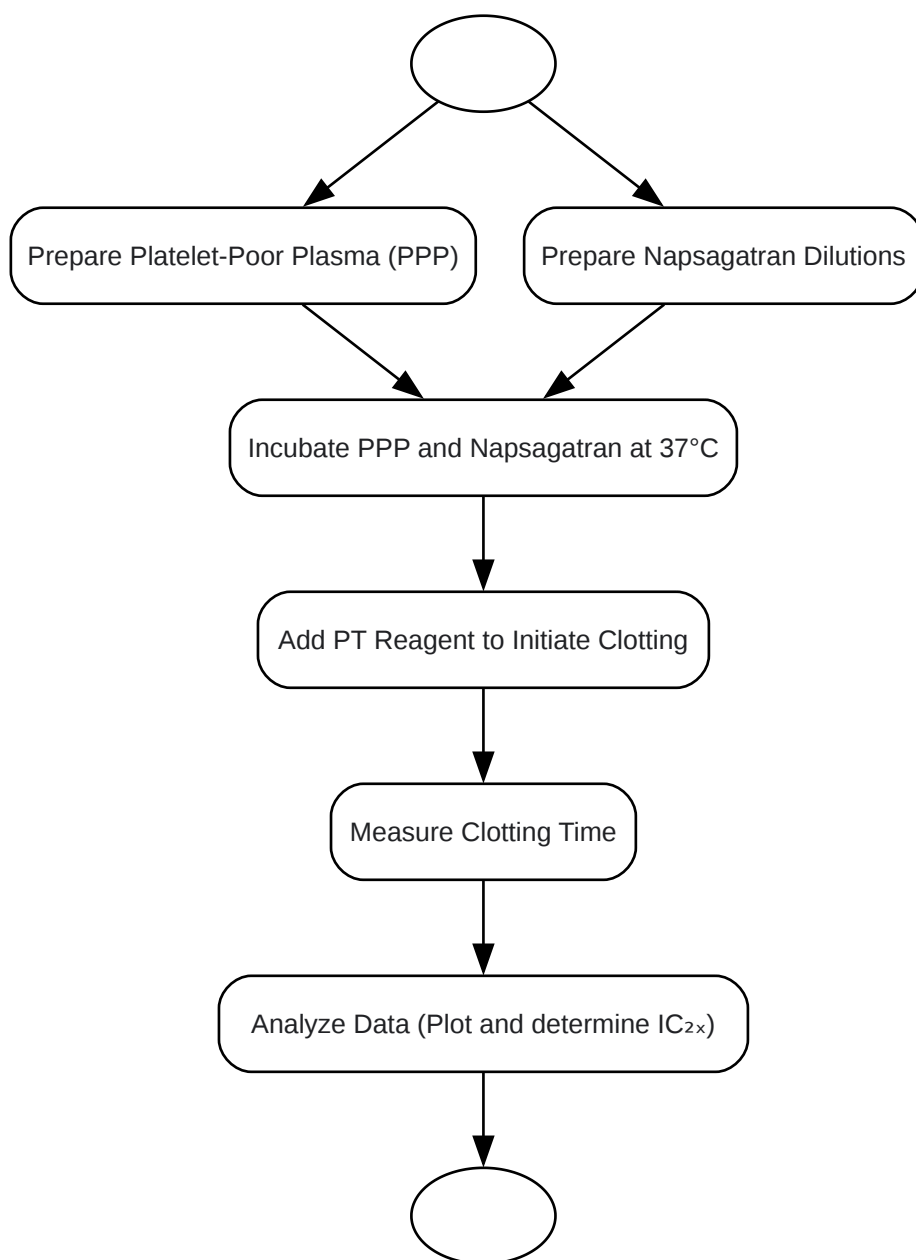 Prepare Platelet-Poor Plasma (PPP)
Prepare Napsagatran Dilutions
Incubate PPP and Napsagatran at 37°C
Add PT Reagent to Initiate Clotting
Measure Clotting Time
Analyze Data (Plot and determine IC₂ₓ)